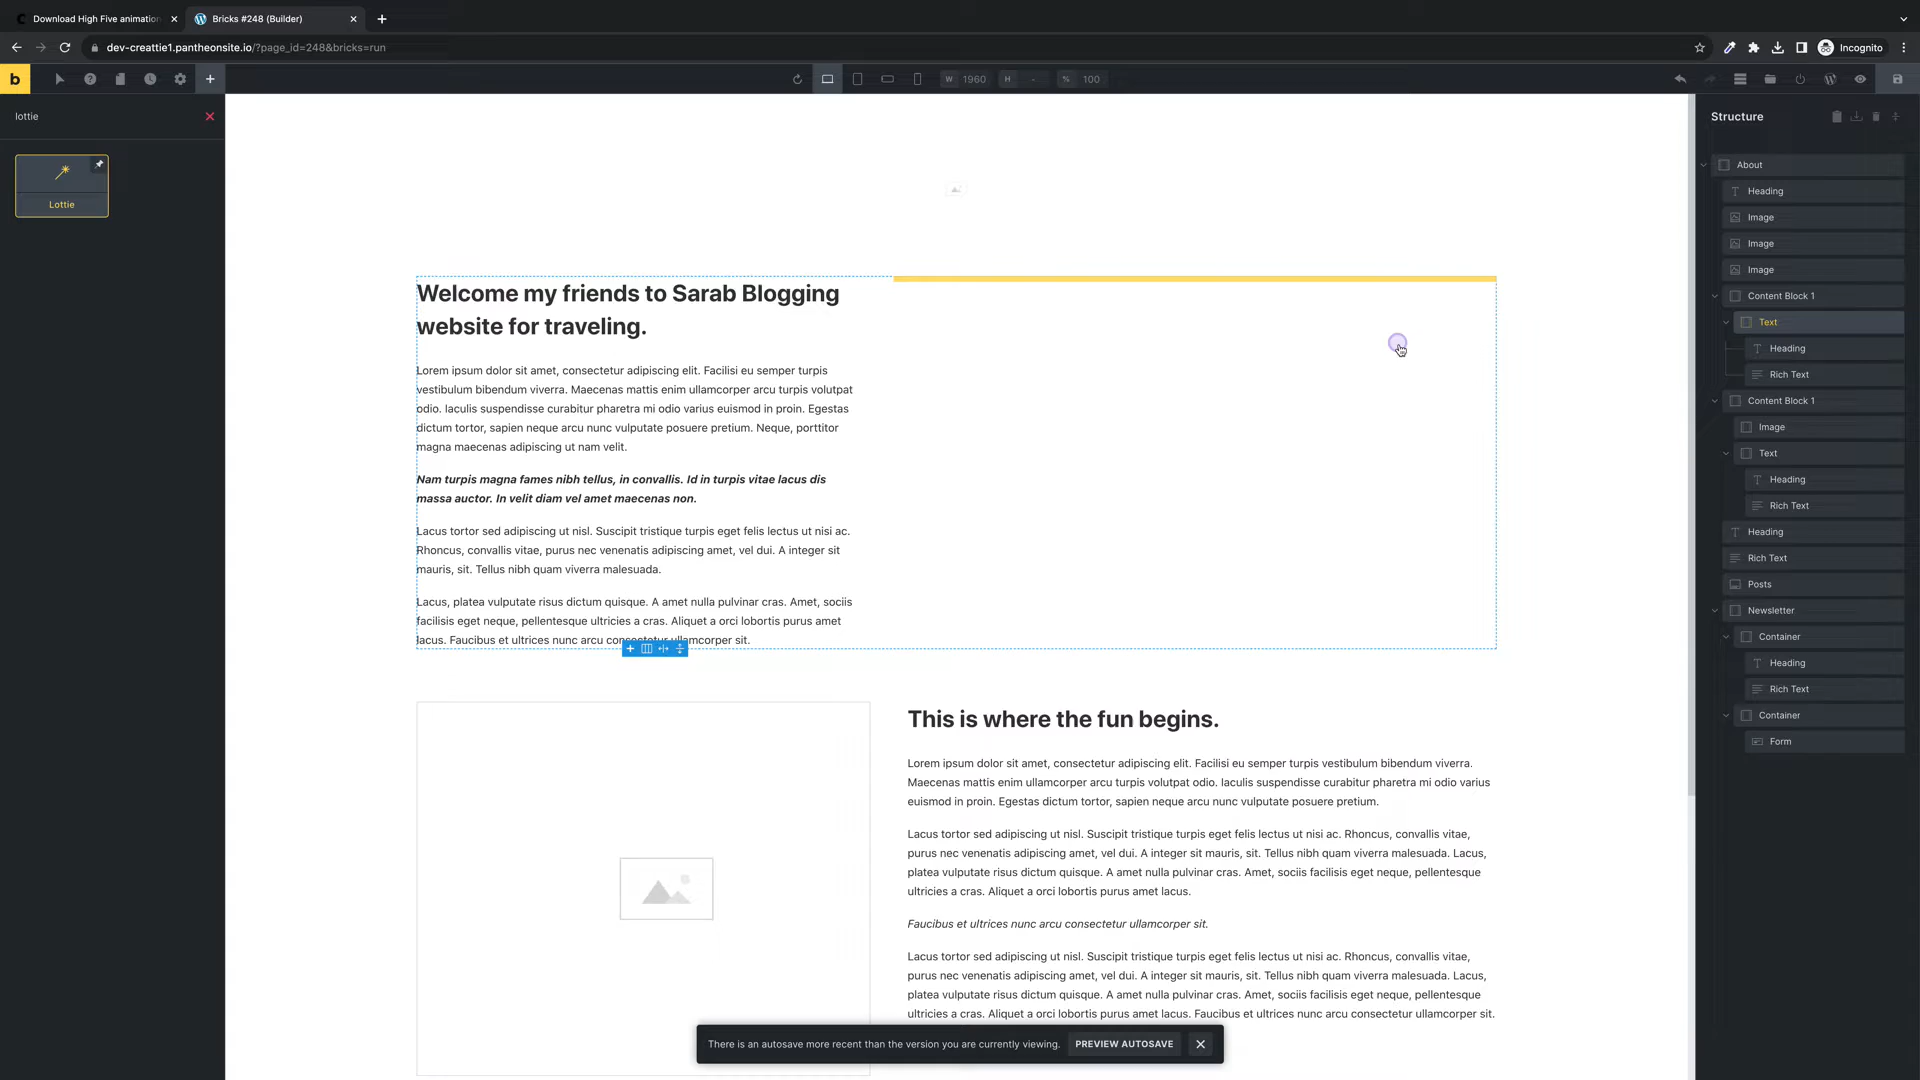 Download High Five animation
Bricks #248 (Builder)
dev-creattie1.pantheonsite.io/?page_id=248&bricks=run
Incognito
b
W 1960 H - % 100
lottie
Lottie
Welcome my friends to Sarab Blogging
website for traveling.
Lorem ipsum dolor sit amet, consectetur adipiscing elit. Facilisi eu semper turpis
vestibulum bibendum viverra. Maecenas mattis enim ullamcorper arcu turpis volutpat
odio. Iaculis suspendisse curabitur pharetra mi odio varius euismod in proin. Egestas
dictum tortor, sapien neque arcu nunc vulputate posuere pretium. Neque, porttitor
magna maecenas adipiscing ut nam velit.
Nam turpis magna fames nibh tellus, in convallis. Id in turpis vitae lacus dis
massa auctor. In velit diam vel amet maecenas non.
Lacus tortor sed adipiscing ut nisl. Suscipit tristique turpis eget felis lectus ut nisi ac.
Rhoncus, convallis vitae, purus nec venenatis adipiscing amet, vel dui. A integer sit
mauris, sit. Tellus nibh quam viverra malesuada.
Lacus, platea vulputate risus dictum quisque. A amet nulla pulvinar cras. Amet, sociis
facilisis eget neque, pellentesque ultricies a cras. Aliquet a orci lobortis purus amet
lacus. Faucibus et ultrices nunc arcu consectetur ullamcorper sit.
This is where the fun begins.
Lorem ipsum dolor sit amet, consectetur adipiscing elit. Facilisi eu semper turpis vestibulum bibendum viverra.
Maecenas mattis enim ullamcorper arcu turpis volutpat odio. Iaculis suspendisse curabitur pharetra mi odio varius
euismod in proin. Egestas dictum tortor, sapien neque arcu nunc vulputate posuere pretium.
Lacus tortor sed adipiscing ut nisl. Suscipit tristique turpis eget felis lectus ut nisi ac. Rhoncus, convallis vitae,
purus nec venenatis adipiscing amet, vel dui. A integer sit mauris, sit. Tellus nibh quam viverra malesuada. Lacus,
platea vulputate risus dictum quisque. A amet nulla pulvinar cras. Amet, sociis facilisis eget neque, pellentesque
ultricies a cras. Aliquet a orci lobortis purus amet lacus.
Faucibus et ultrices nunc arcu consectetur ullamcorper sit.
Lacus tortor sed adipiscing ut nisl. Suscipit tristique turpis eget felis lectus ut nisi ac. Rhoncus, convallis vitae,
purus nec venenatis adipiscing amet, vel dui. A integer sit mauris, sit. Tellus nibh quam viverra malesuada. Lacus,
platea vulputate risus dictum quisque. A amet nulla pulvinar cras. Amet, sociis facilisis eget neque, pellentesque
ultricies a cras. Aliquet a orci lobortis purus amet lacus. Faucibus et ultrices nunc arcu consectetur ullamcorper sit.
There is an autosave more recent than the version you are currently viewing. PREVIEW AUTOSAVE
Structure
About
Heading
Image
Image
Image
Content Block 1
Text
Heading
Rich Text
Content Block 1
Image
Text
Heading
Rich Text
Heading
Rich Text
Posts
Newsletter
Container
Heading
Rich Text
Container
Form